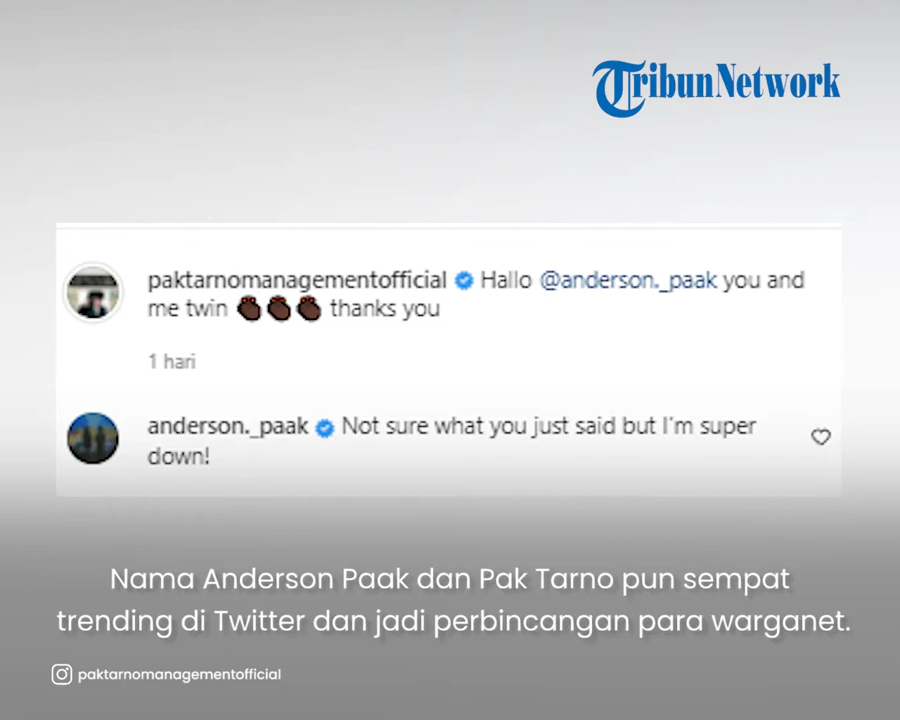 TribunNetwork
paktarnomanagementofficial Hallo @anderson._paak you and
me twin 🤌🏿🤌🏿🤌🏿 thanks you
1 hari
anderson._paak Not sure what you just said but I'm super
down!
Nama Anderson Paak dan Pak Tarno pun sempat
trending di Twitter dan jadi perbincangan para warganet.
paktarnomanagementofficial